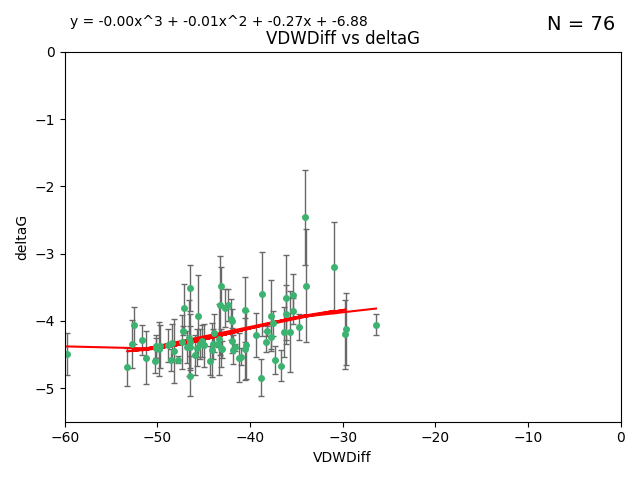 y = -0.00x^3 + -0.01x^2 + -0.27x + -6.88
N = 76
VDWDiff vs deltaG
0
−1
−2
−3
−4
−5
deltaG
−60 −50 −40 −30 −20 −10 0
VDWDiff